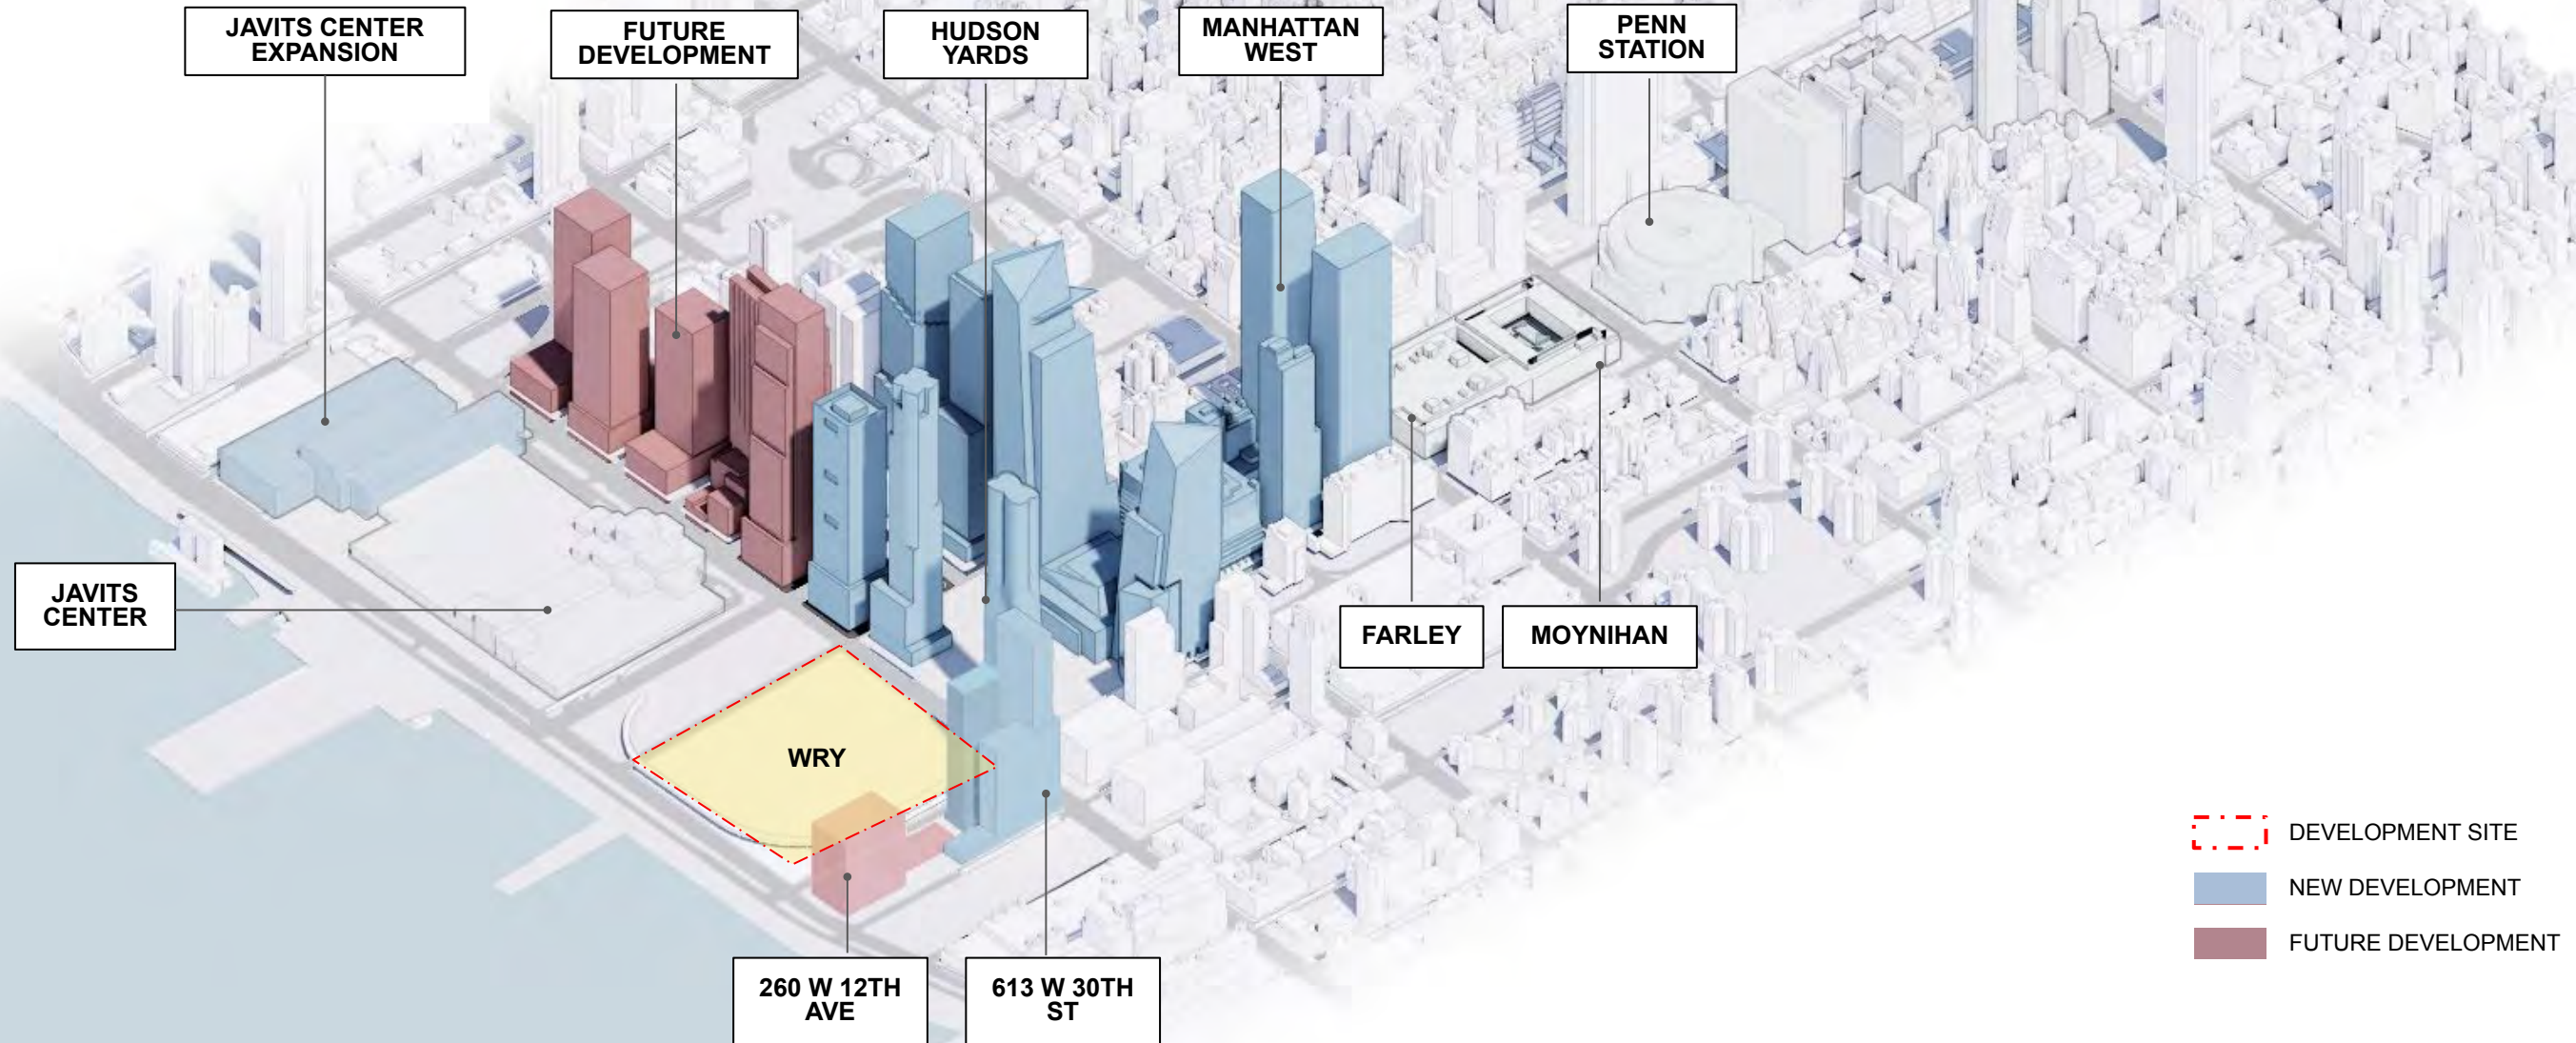 JAVITS CENTER
EXPANSION
FUTURE
DEVELOPMENT
HUDSON
YARDS
MANHATTAN
WEST
PENN
STATION
JAVITS
CENTER
FARLEY
MOYNIHAN
WRY
260 W 12TH
AVE
613 W 30TH
ST
DEVELOPMENT SITE
NEW DEVELOPMENT
FUTURE DEVELOPMENT